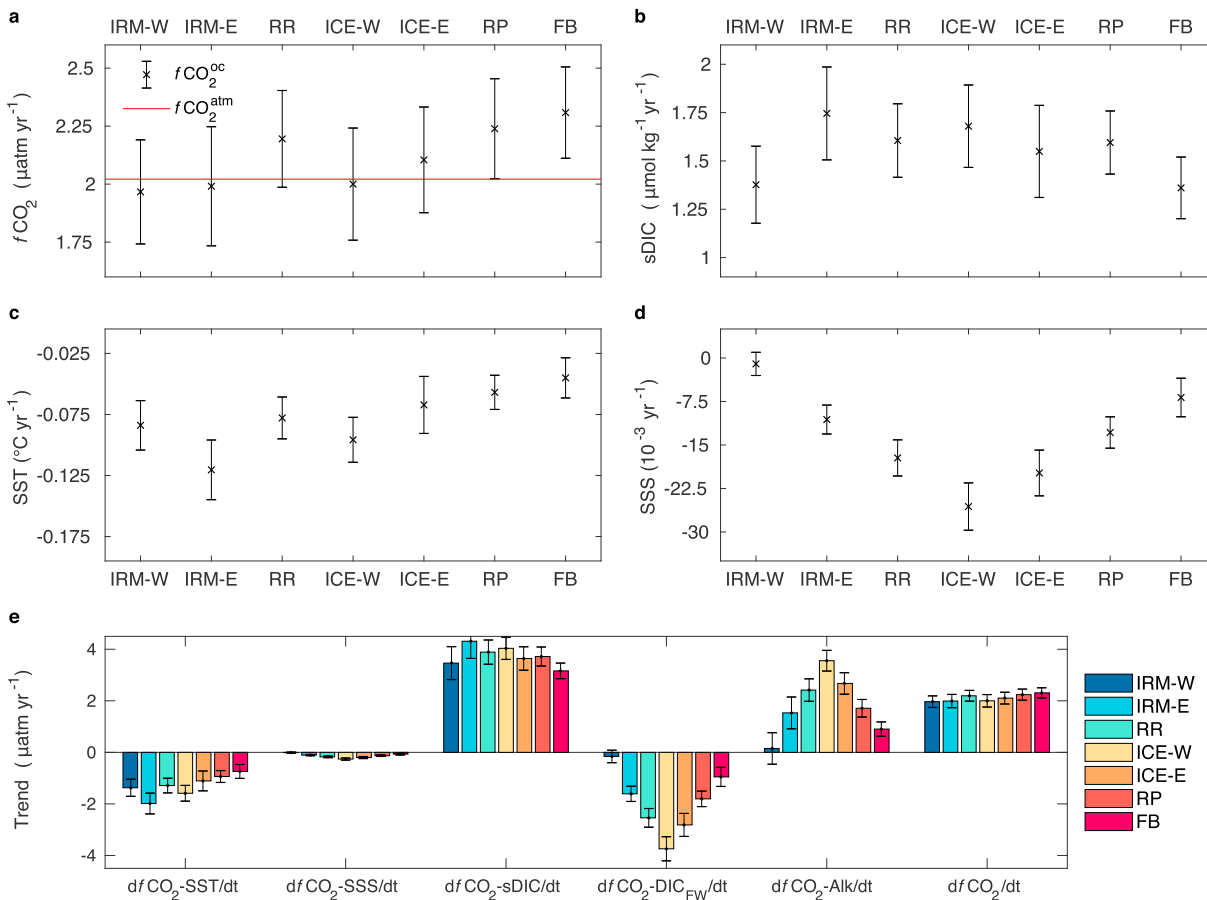 a
IRM-W IRM-E RR ICE-W ICE-E RP FB
2.5
2.25
2
1.75
fCO₂ (µatm yr⁻¹)
fCO₂ᵒᶜ
fCO₂ᵃᵗᵐ
b
IRM-W IRM-E RR ICE-W ICE-E RP FB
2
1.75
1.5
1.25
1
sDIC (µmol kg⁻¹ yr⁻¹)
c
-0.025
-0.075
-0.125
-0.175
SST (°C yr⁻¹)
IRM-W IRM-E RR ICE-W ICE-E RP FB
d
0
-7.5
-15
-22.5
-30
SSS (10⁻³ yr⁻¹)
IRM-W IRM-E RR ICE-W ICE-E RP FB
e
4
2
0
-2
-4
Trend (µatm yr⁻¹)
dfCO₂-SST/dt dfCO₂-SSS/dt dfCO₂-sDIC/dt dfCO₂-DIC_FW/dt dfCO₂-Alk/dt dfCO₂/dt
IRM-W
IRM-E
RR
ICE-W
ICE-E
RP
FB